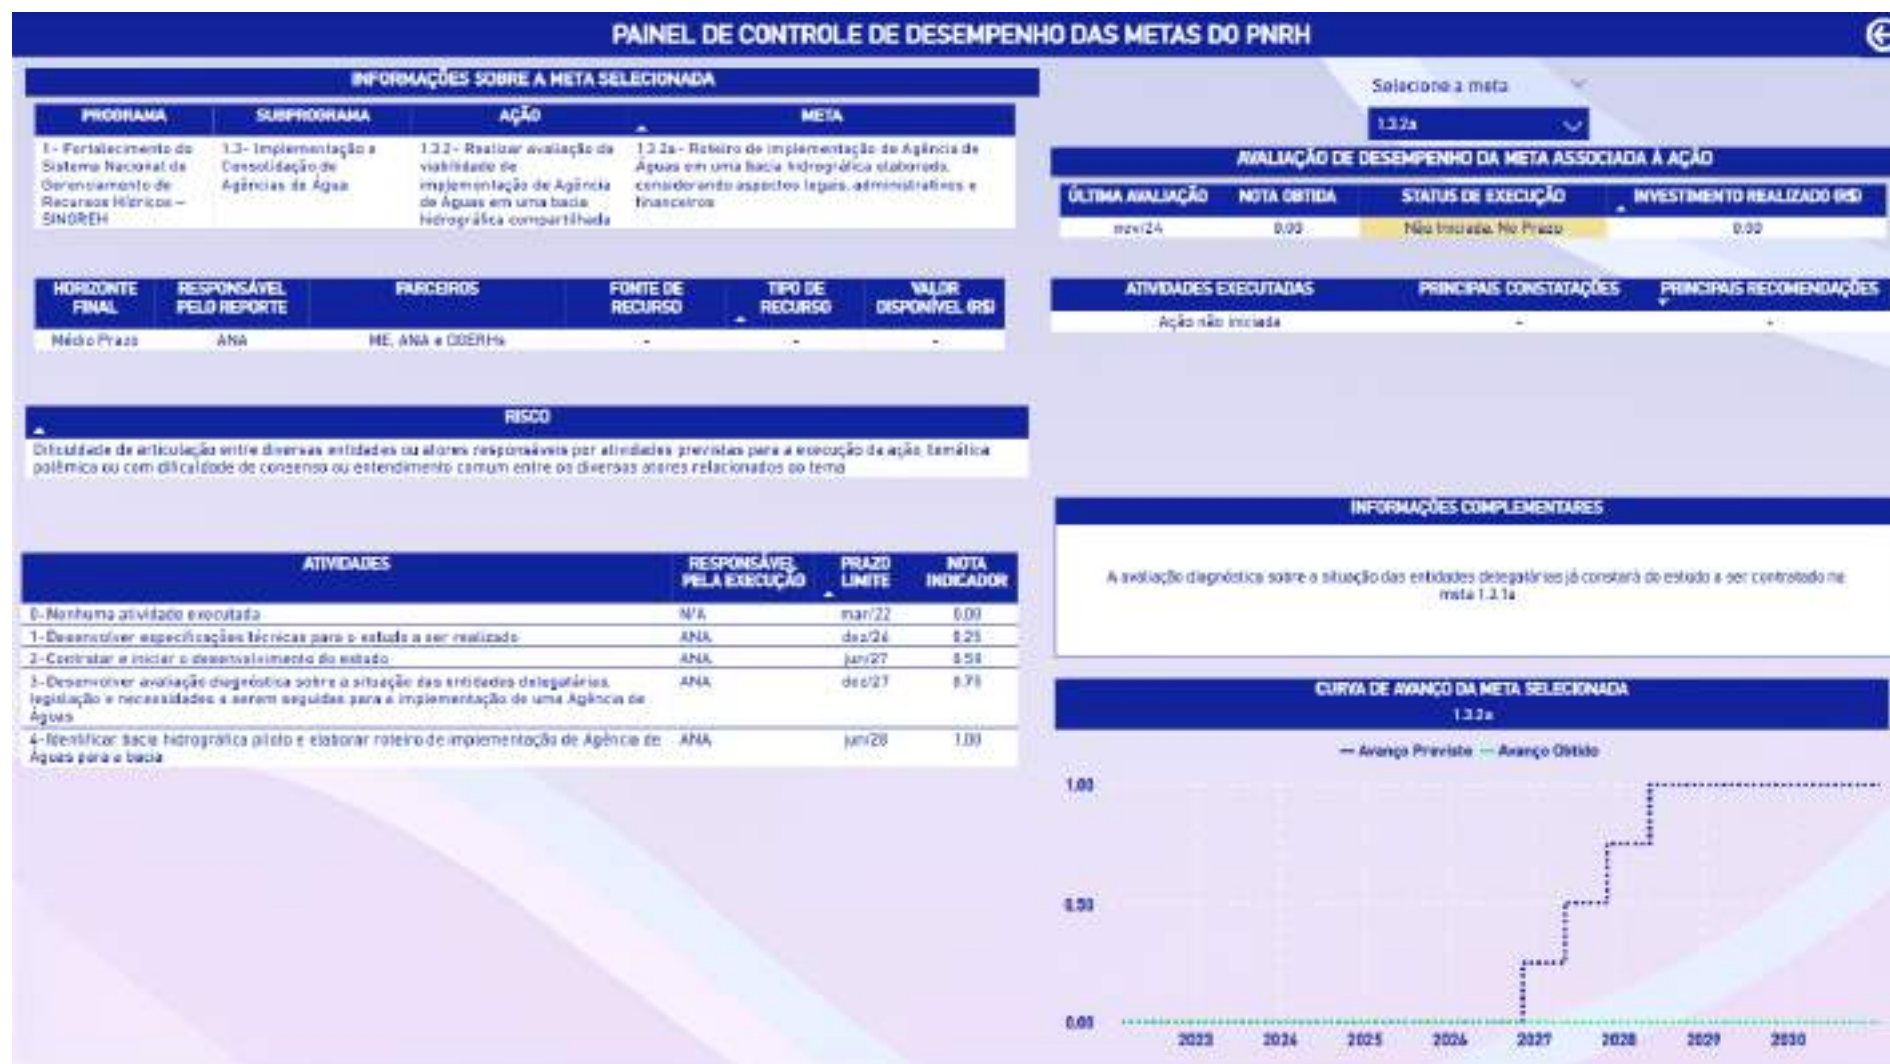 PAINEL DE CONTROLE DE DESEMPENHO DAS METAS DO PNRH
INFORMAÇÕES SOBRE A META SELECIONADA
PROGRAMA SUBPROGRAMA AÇÃO META
1- Fortalecimento do
Sistema Nacional de
Gerenciamento de
Recursos Hídricos –
SINGREH
1.3- Implementação e
Consolidação de
Agências de Água
1.3.2- Realizar avaliação da
viabilidade de
implementação de Agência
de Águas em uma bacia
hidrográfica compartilhada
1.3.2a- Roteiro de implementação de Agência de
Águas em uma bacia hidrográfica elaborado,
considerando aspectos legais, administrativos e
financeiros
HORIZONTE
FINAL
RESPONSÁVEL
PELO REPORTE
PARCEIROS
FONTE DE
RECURSO
TIPO DE
RECURSO
VALOR
DISPONÍVEL (R$)
Médio Prazo ANA ME, ANA e OGERHs - - -
RISCO
Dificuldade de articulação entre diversas entidades ou atores responsáveis por atividades previstas para a execução da ação, temática
polêmica ou com dificuldade de consenso ou entendimento comum entre os diversos atores relacionados ao tema
ATIVIDADES
RESPONSÁVEL
PELA EXECUÇÃO
PRAZO
LIMITE
NOTA
INDICADOR
0- Nenhuma atividade executada N/A mar/22 0.00
1- Desenvolver especificações técnicas para o estudo a ser realizado ANA dez/26 0.25
2- Contratar e iniciar o desenvolvimento do estudo ANA jun/27 0.50
3- Desenvolver avaliação diagnóstica sobre a situação das entidades delegatárias, ANA dez/27 0.75
legislação e necessidades a serem seguidas para a implementação de uma Agência de
Águas
4- Identificar bacia hidrográfica piloto e elaborar roteiro de implementação de Agência de ANA jun/28 1.00
Águas para a bacia
Selecione a meta
1.3.2a
AVALIAÇÃO DE DESEMPENHO DA META ASSOCIADA À AÇÃO
ÚLTIMA AVALIAÇÃO NOTA OBTIDA STATUS DE EXECUÇÃO INVESTIMENTO REALIZADO (R$)
nov/24 0.00 Não Iniciada, No Prazo 0.00
ATIVIDADES EXECUTADAS PRINCIPAIS CONSTATAÇÕES PRINCIPAIS RECOMENDAÇÕES
Ação não iniciada - -
INFORMAÇÕES COMPLEMENTARES
A avaliação diagnóstica sobre a situação das entidades delegatárias já constará do estudo a ser contratado na
meta 1.3.1a
CURVA DE AVANÇO DA META SELECIONADA
1.3.2a
Avanço Previsto Avanço Obtido
1.00
0.50
0.00
2023 2024 2025 2026 2027 2028 2029 2030